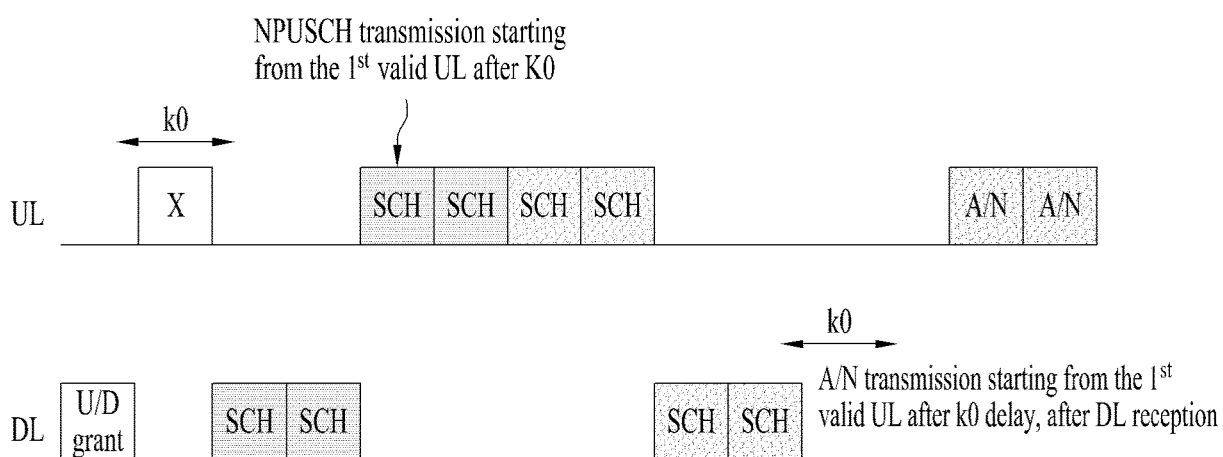 NPUSCH transmission starting
from the 1st valid UL after K0
k0
UL X SCH SCH SCH SCH A/N A/N
k0
DL U/D grant SCH SCH SCH SCH
A/N transmission starting from the 1st
valid UL after k0 delay, after DL reception